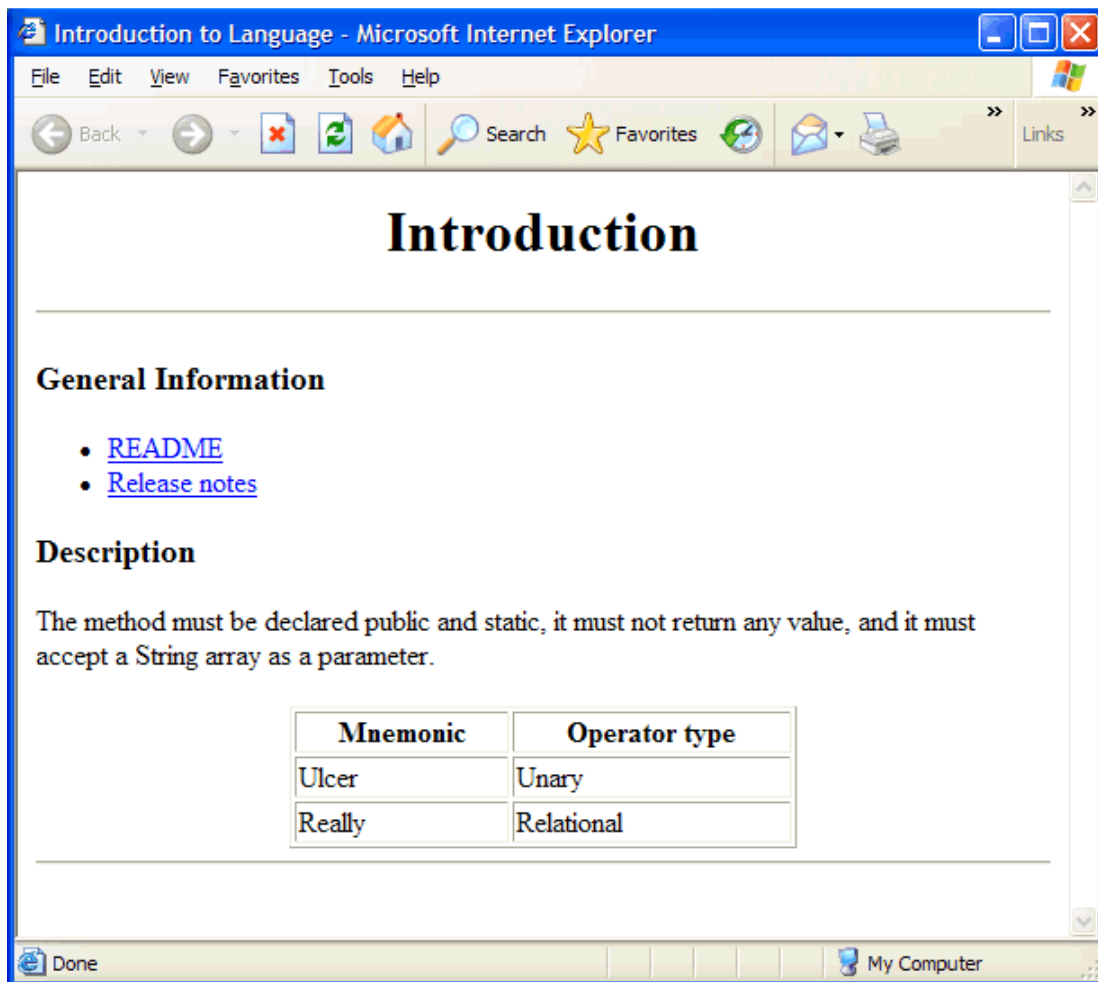 Introduction to Language - Microsoft Internet Explorer
File Edit View Favorites Tools Help
Back Search Favorites » Links »
Introduction
General Information
• README
• Release notes
Description
The method must be declared public and static, it must not return any value, and it must
accept a String array as a parameter.
Mnemonic Operator type
Ulcer Unary
Really Relational
Done My Computer